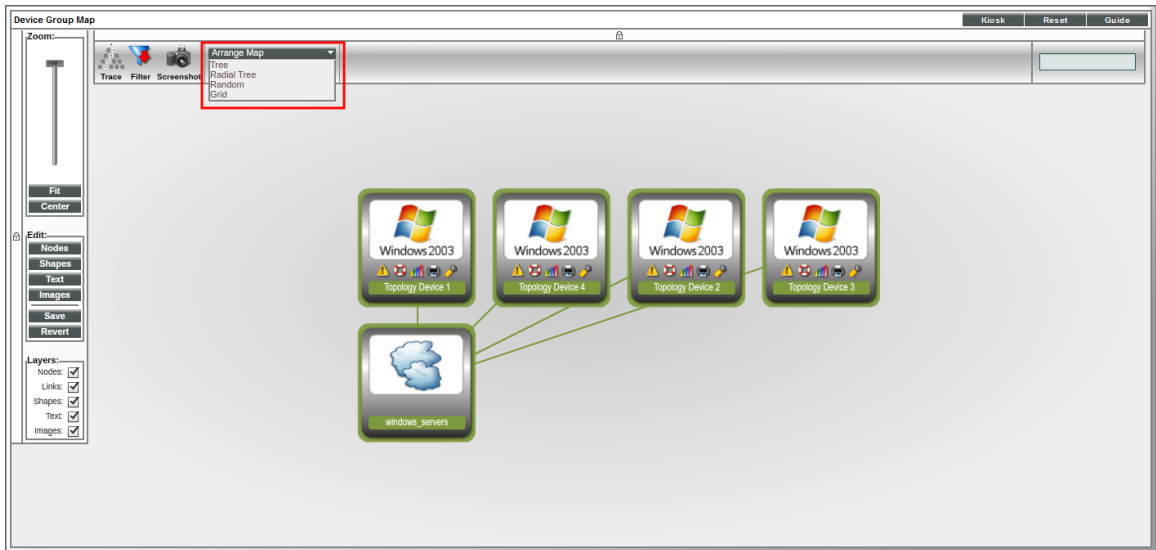 Device Group Map
Kiosk Reset Guide
Zoom:
Trace Filter Screenshot
Arrange Map
Tree
Radial Tree
Random
Grid
Fit
Center
Edit:
Nodes
Shapes
Text
Images
Save
Revert
Layers:
Nodes:
Links:
Shapes:
Text:
Images:
Windows 2003 Windows 2003 Windows 2003 Windows 2003
Topology Device 1 Topology Device 4 Topology Device 2 Topology Device 3
windows_servers